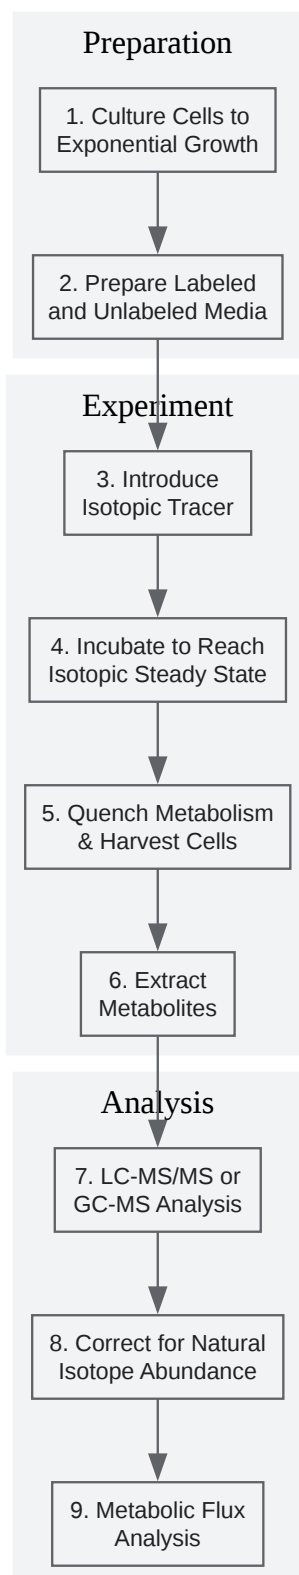 Preparation
1. Culture Cells to
Exponential Growth
2. Prepare Labeled
and Unlabeled Media
Experiment
3. Introduce
Isotopic Tracer
4. Incubate to Reach
Isotopic Steady State
5. Quench Metabolism
& Harvest Cells
6. Extract
Metabolites
Analysis
7. LC-MS/MS or
GC-MS Analysis
8. Correct for Natural
Isotope Abundance
9. Metabolic Flux
Analysis